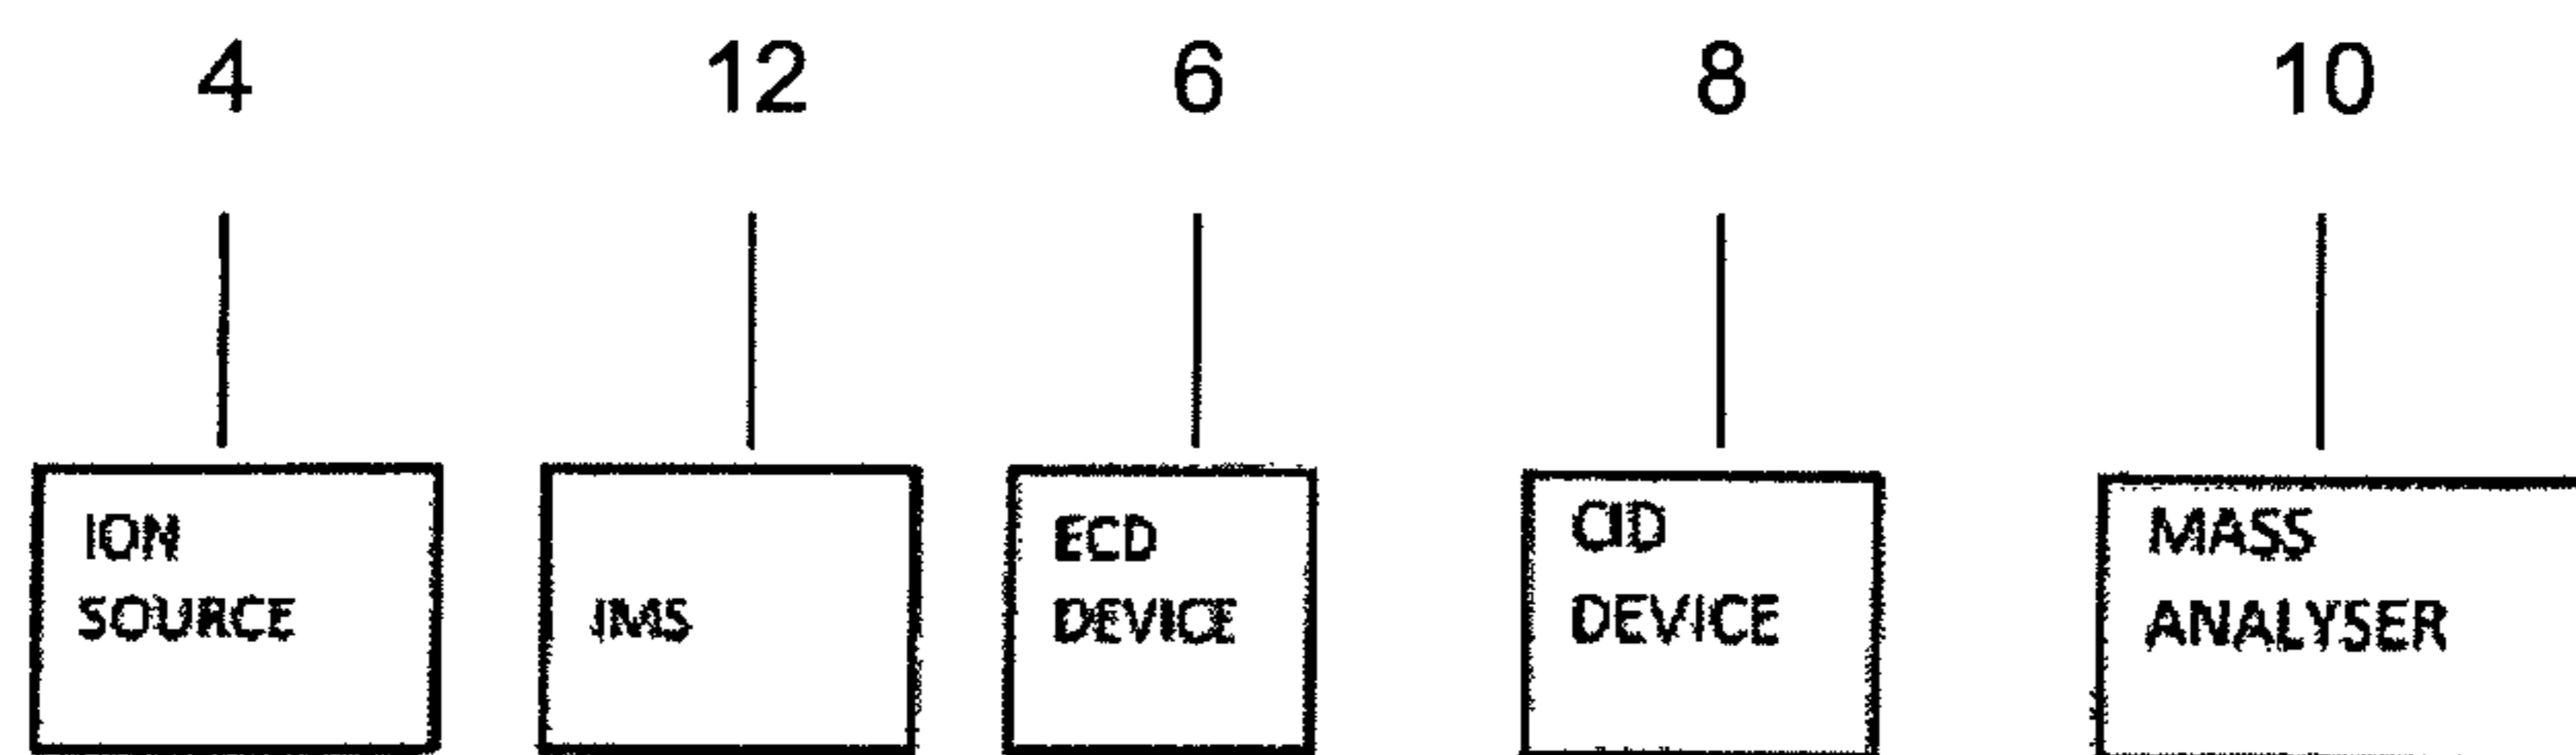 4 12 6 8 10
ION SOURCE
IMS
ECD DEVICE
CID DEVICE
MASS ANALYSER